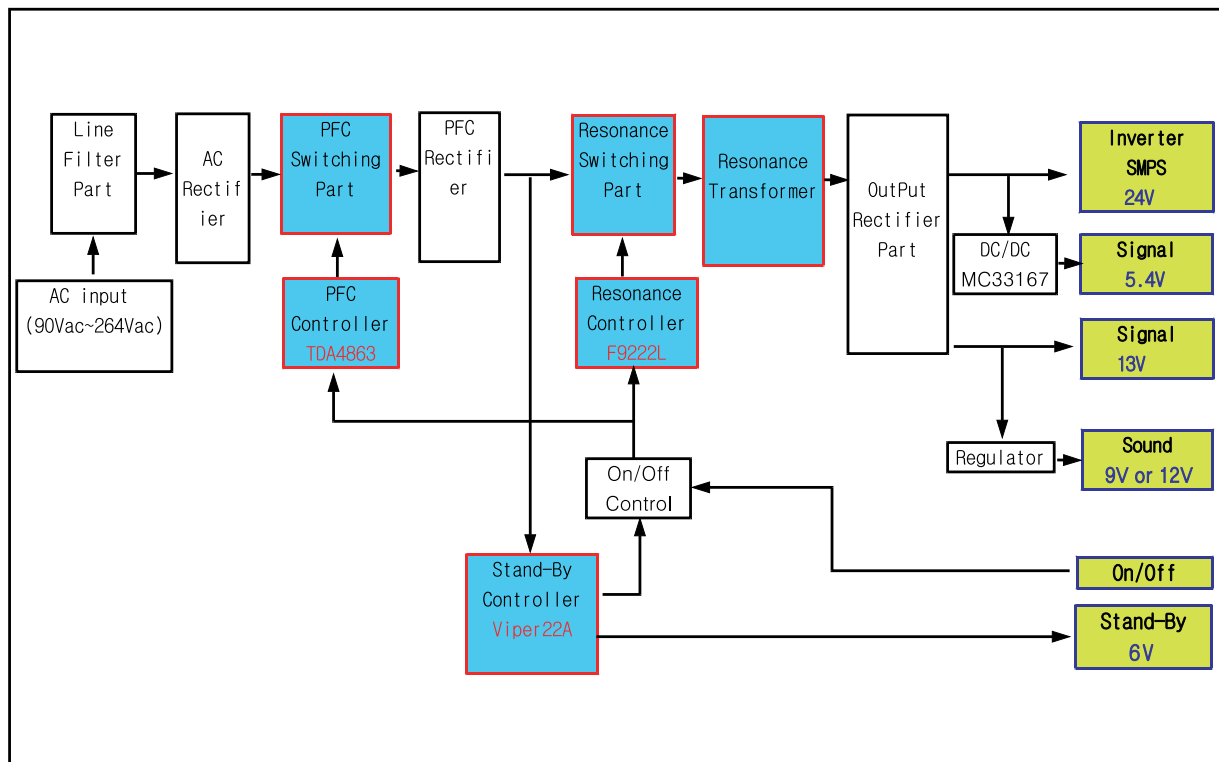 Line
Filter
Part
AC
Rectif
ier
PFC
Switching
Part
PFC
Rectifi
er
Resonance
Switching
Part
Resonance
Transformer
OutPut
Rectifier
Part
Inverter
SMPS
24V
DC/DC
MC33167
Signal
5.4V
AC input
(90Vac~264Vac)
PFC
Controller
TDA4863
Resonance
Controller
F9222L
Signal
13V
Regulator
Sound
9V or 12V
On/Off
Control
Stand-By
Controller
Viper22A
On/Off
Stand-By
6V